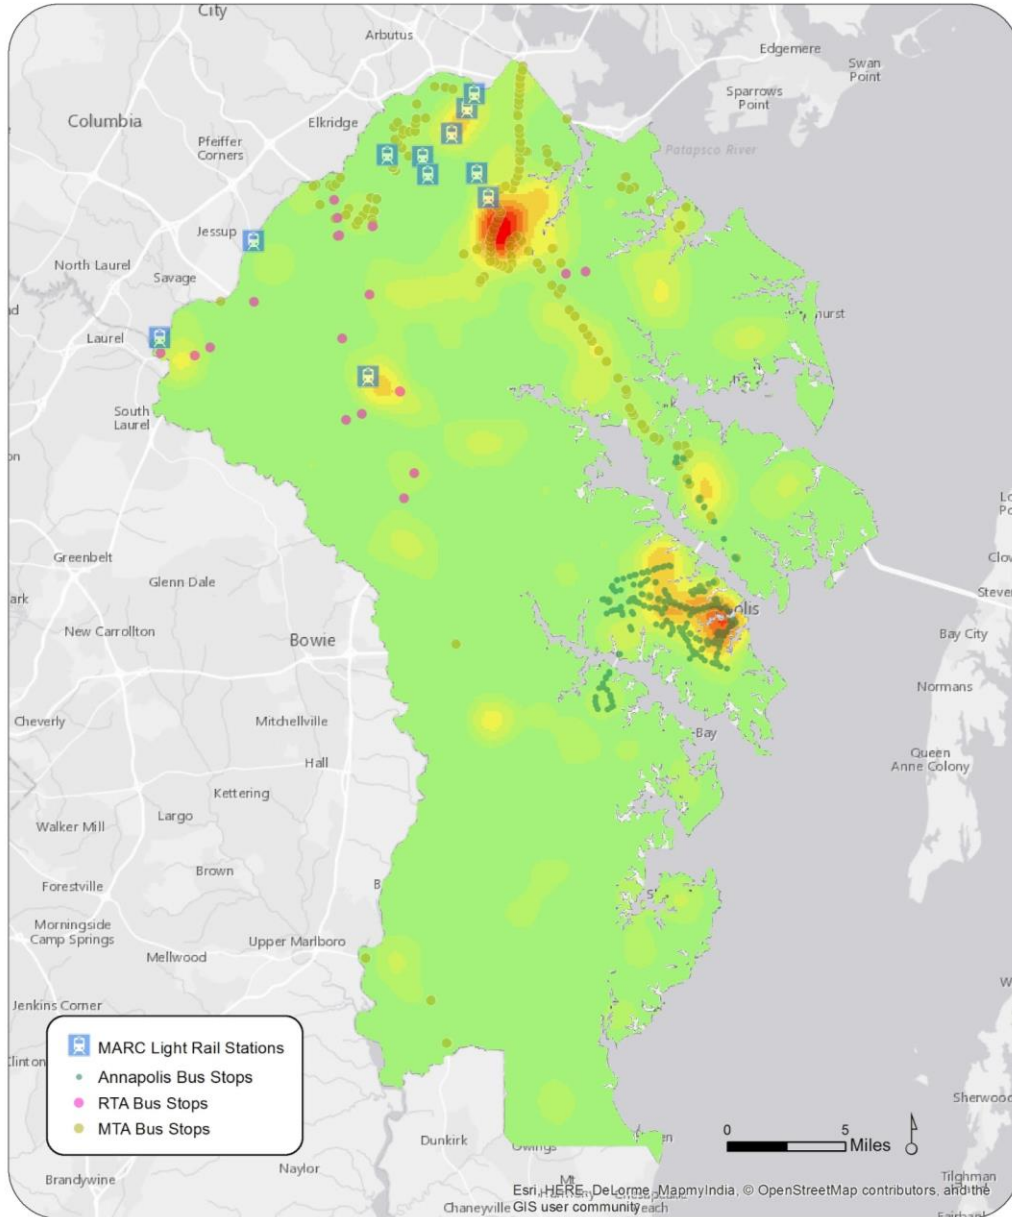 City
Arbutus
Edgemere
Swan
Point
Sparrows
Point
Columbia
Elkridge
Pfeiffer
Corners
Patapsco River
Jessup
North Laurel
Savage
Laurel
South
Laurel
Greenbelt
Glenn Dale
New Carrollton
Bowie
Bay City
Normans
Cheverly
Mitchellville
Queen
Anne Colony
Hall
Kettering
Walker Mill
Largo
Brown
Forestville
Morningside
Camp Springs
Mellwood
Upper Marlboro
Jenkins Corner
MARC Light Rail Stations
Annapolis Bus Stops
RTA Bus Stops
MTA Bus Stops
0 5
Miles
Sherwood
Dunkirk
Owings
Naylor
Brandywine
Chaneyville
Tilghman
Esri, HERE, DeLorme, MapmyIndia, © OpenStreetMap contributors, and the
GIS user community